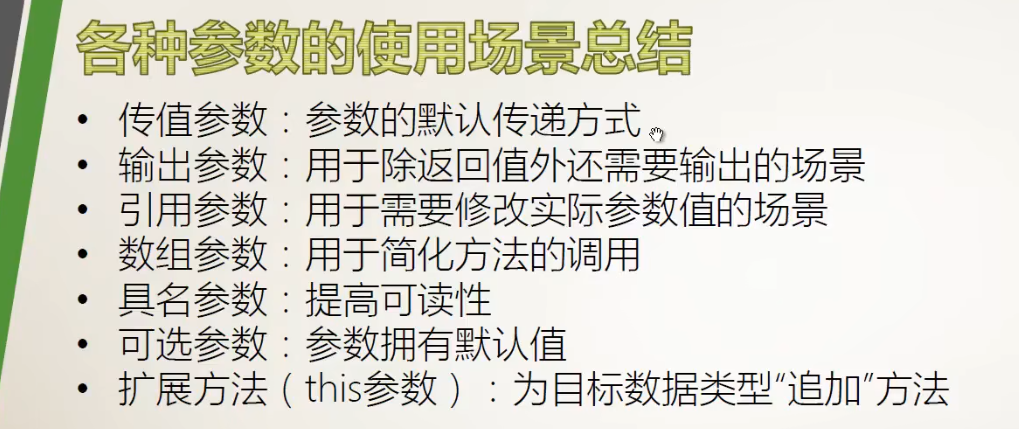 各种参数的使用场景总结
• 传值参数：参数的默认传递方式
• 输出参数：用于除返回值外还需要输出的场景
• 引用参数：用于需要修改实际参数值的场景
• 数组参数：用于简化方法的调用
• 具名参数：提高可读性
• 可选参数：参数拥有默认值
• 扩展方法（this参数）：为目标数据类型“追加”方法